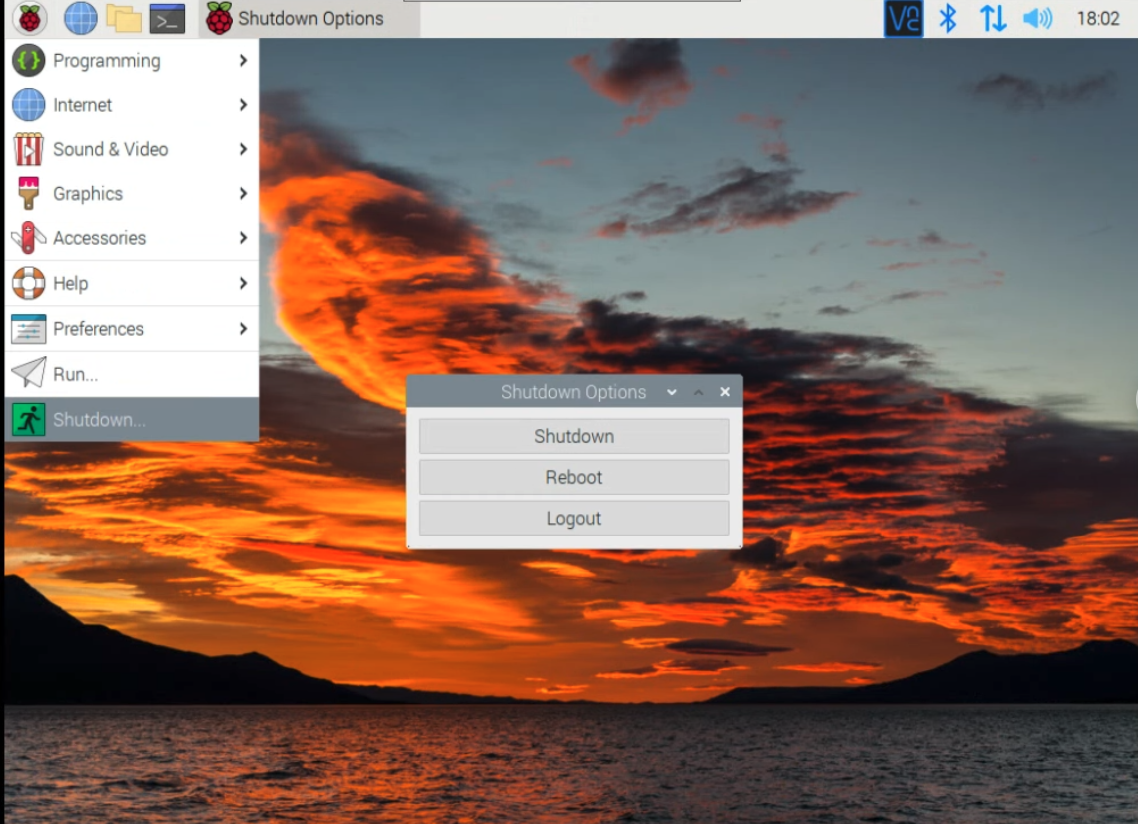 Shutdown Options
18:02
Programming
Internet
Sound & Video
Graphics
Accessories
Help
Preferences
Run...
Shutdown...
Shutdown Options
Shutdown
Reboot
Logout